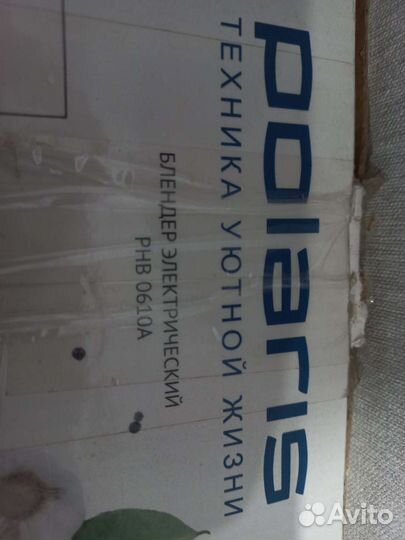 polaris
ТЕХНИКА УЮТНОЙ ЖИЗНИ
БЛЕНДЕР ЭЛЕКТРИЧЕСКИЙ
PHB 0610A
Avito